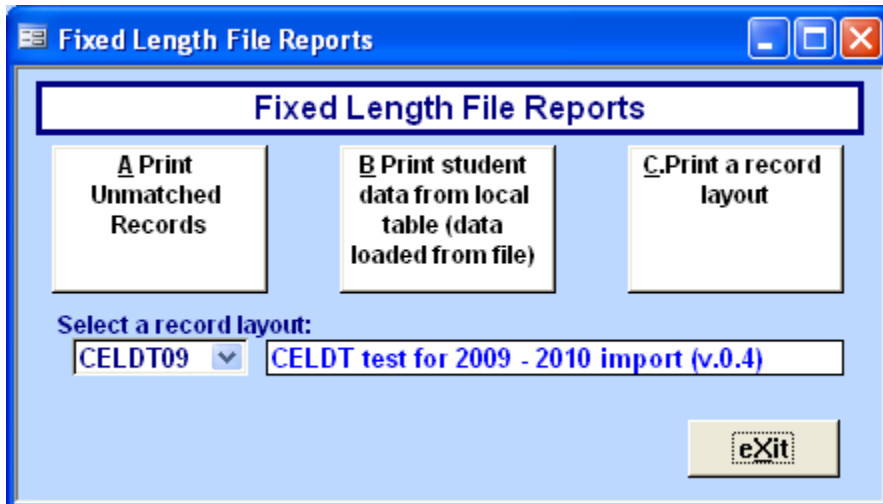 Fixed Length File Reports
Fixed Length File Reports
A Print
Unmatched
Records
B Print student
data from local
table (data
loaded from file)
C.Print a record
layout
Select a record layout:
CELDT09
CELDT test for 2009 - 2010 import (v.0.4)
eXit